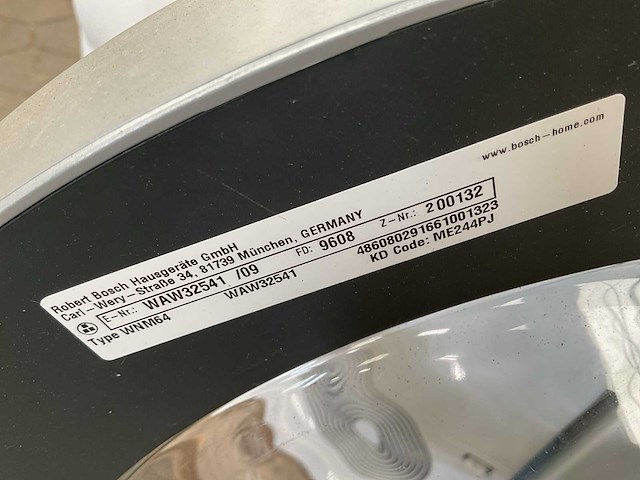 www.bosch-home.com
Robert Bosch Hausgeräte GmbH
Carl-Wery-Straße 34, 81739 München, GERMANY
E-Nr.: WAW32541 /09 FD: 9608 Z-Nr.: 200132
Type WNM64 WAW32541 486080291661001323
KD Code: ME244PJ